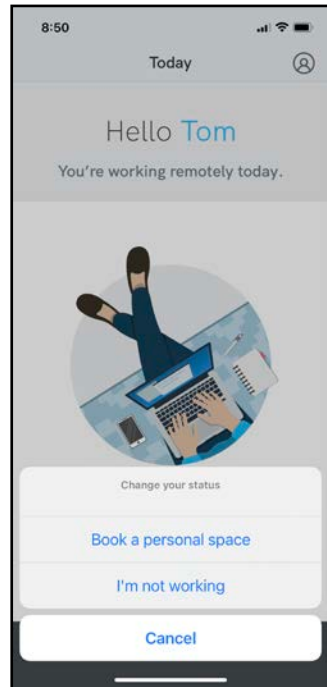 8:50
Today
Hello Tom
You're working remotely today.
Change your status
Book a personal space
I'm not working
Cancel